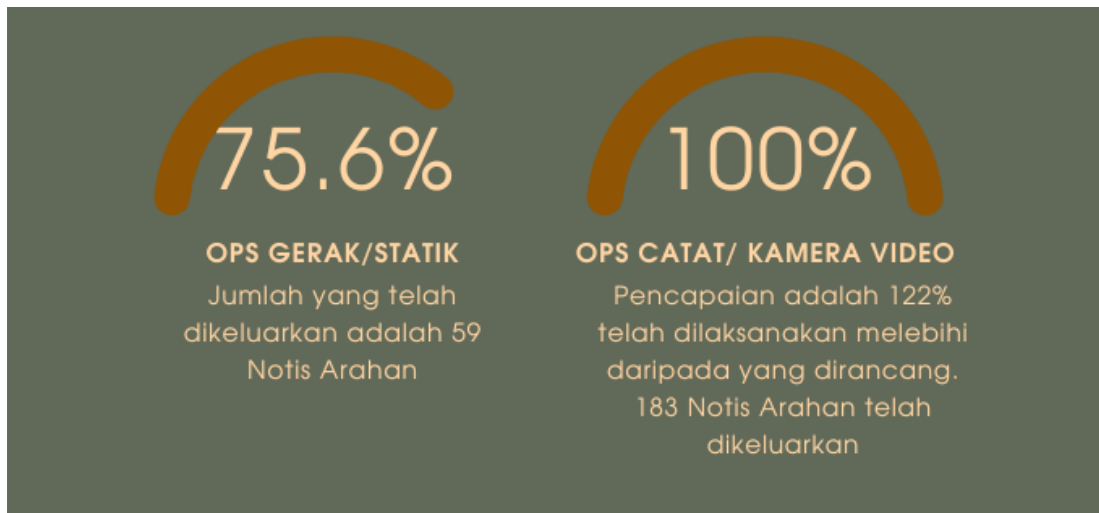 75.6%
OPS GERAK/STATIK
Jumlah yang telah
dikeluarkan adalah 59
Notis Arahan
100%
OPS CATAT/ KAMERA VIDEO
Pencapaian adalah 122%
telah dilaksanakan melebihi
daripada yang dirancang.
183 Notis Arahan telah
dikeluarkan